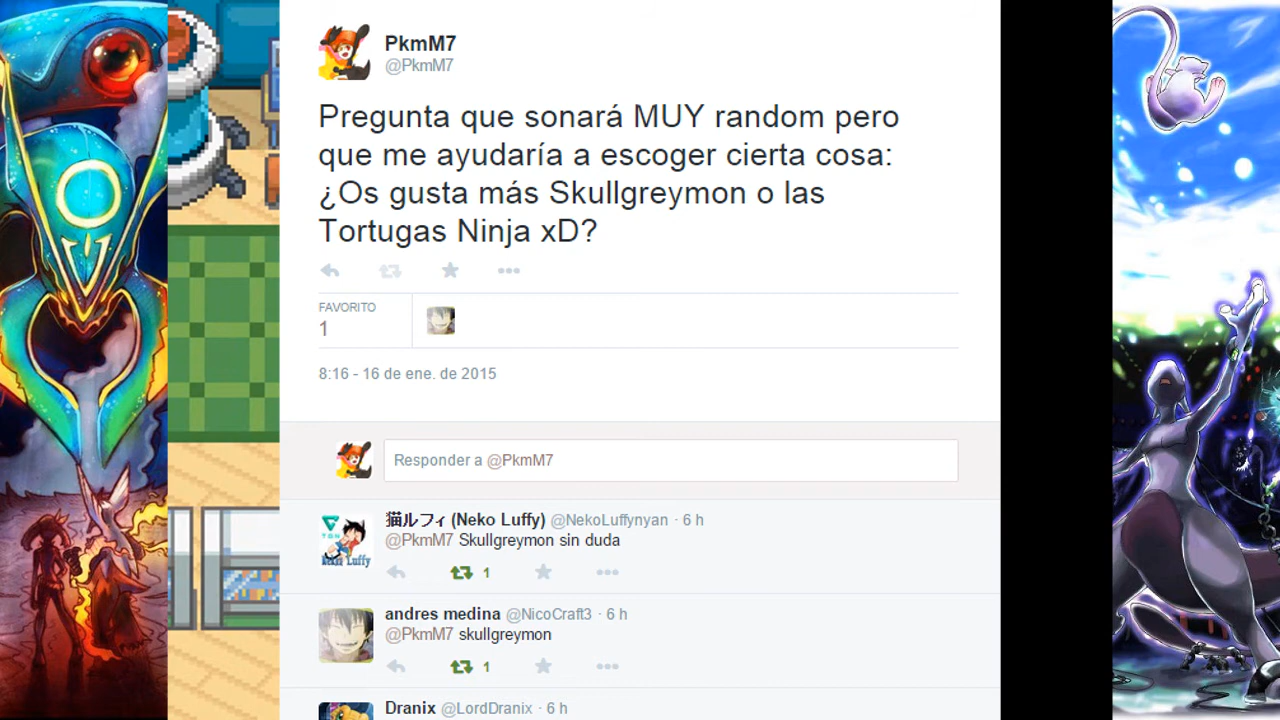 PkmM7
@PkmM7
Pregunta que sonará MUY random pero
que me ayudaría a escoger cierta cosa:
¿Os gusta más Skullgreymon o las
Tortugas Ninja xD?
FAVORITO
1
8:16 - 16 de ene. de 2015
Responder a @PkmM7
猫ルフィ (Neko Luffy) @NekoLuffynyan · 6 h
@PkmM7 Skullgreymon sin duda
Neko Luffy
1
andres medina @NicoCraft3 · 6 h
@PkmM7 skullgreymon
1
Dranix @LordDranix · 6 h